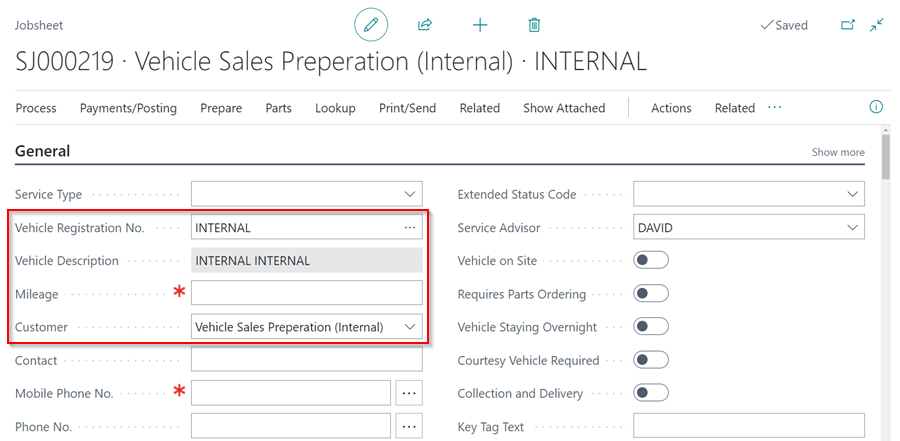 Jobsheet
Saved
SJ000219 · Vehicle Sales Preperation (Internal) · INTERNAL
Process Payments/Posting Prepare Parts Lookup Print/Send Related Show Attached Actions Related ···
General Show more
Service Type Extended Status Code
Vehicle Registration No. INTERNAL ··· Service Advisor DAVID
Vehicle Description INTERNAL INTERNAL Vehicle on Site
Mileage * Requires Parts Ordering
Customer Vehicle Sales Preperation (Internal) Vehicle Staying Overnight
Contact Courtesy Vehicle Required
Mobile Phone No. * ··· Collection and Delivery
Phone No. ··· Key Tag Text